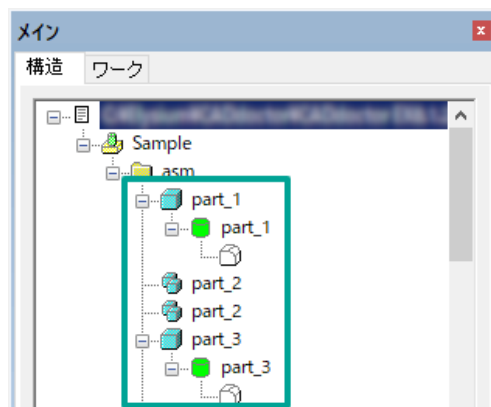 メイン
構造 ワーク
Sample
asm
part_1
part_1
part_2
part_2
part_3
part_3